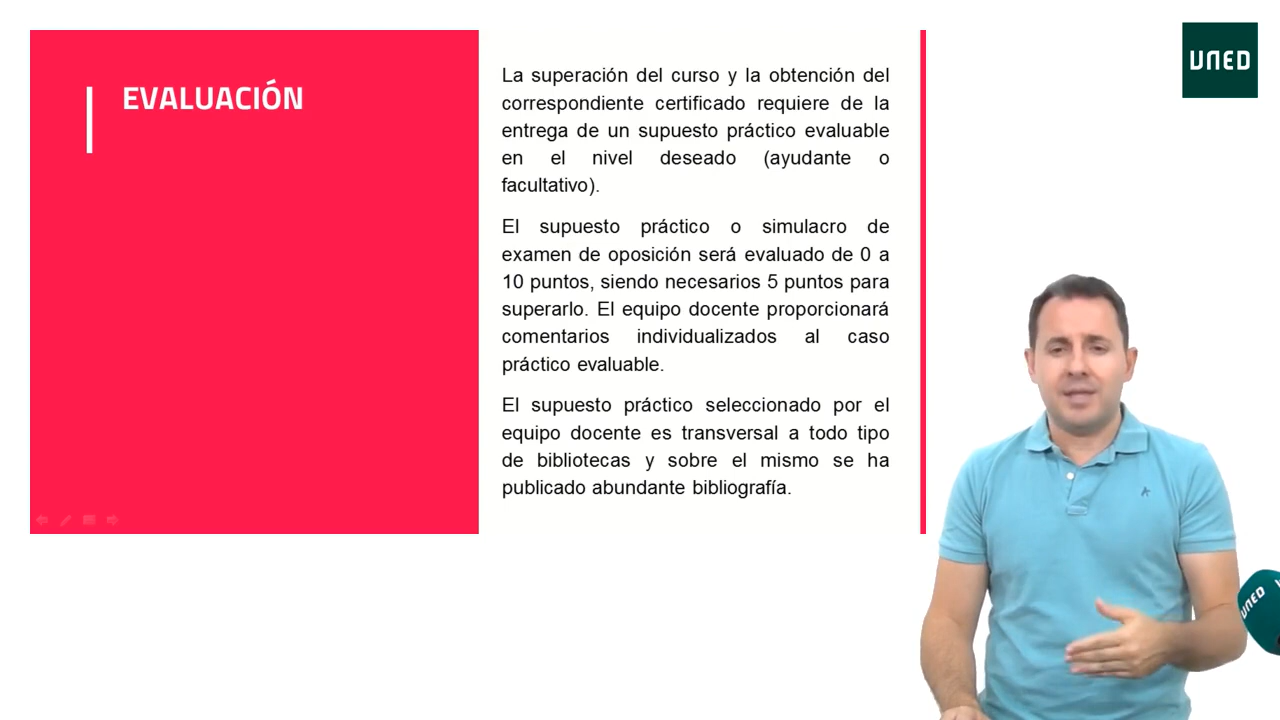 EVALUACIÓN
La superación del curso y la obtención del
correspondiente certificado requiere de la
entrega de un supuesto práctico evaluable
en el nivel deseado (ayudante o
facultativo).
El supuesto práctico o simulacro de
examen de oposición será evaluado de 0 a
10 puntos, siendo necesarios 5 puntos para
superarlo. El equipo docente proporcionará
comentarios individualizados al caso
práctico evaluable.
El supuesto práctico seleccionado por el
equipo docente es transversal a todo tipo
de bibliotecas y sobre el mismo se ha
publicado abundante bibliografía.
UNED
UNED